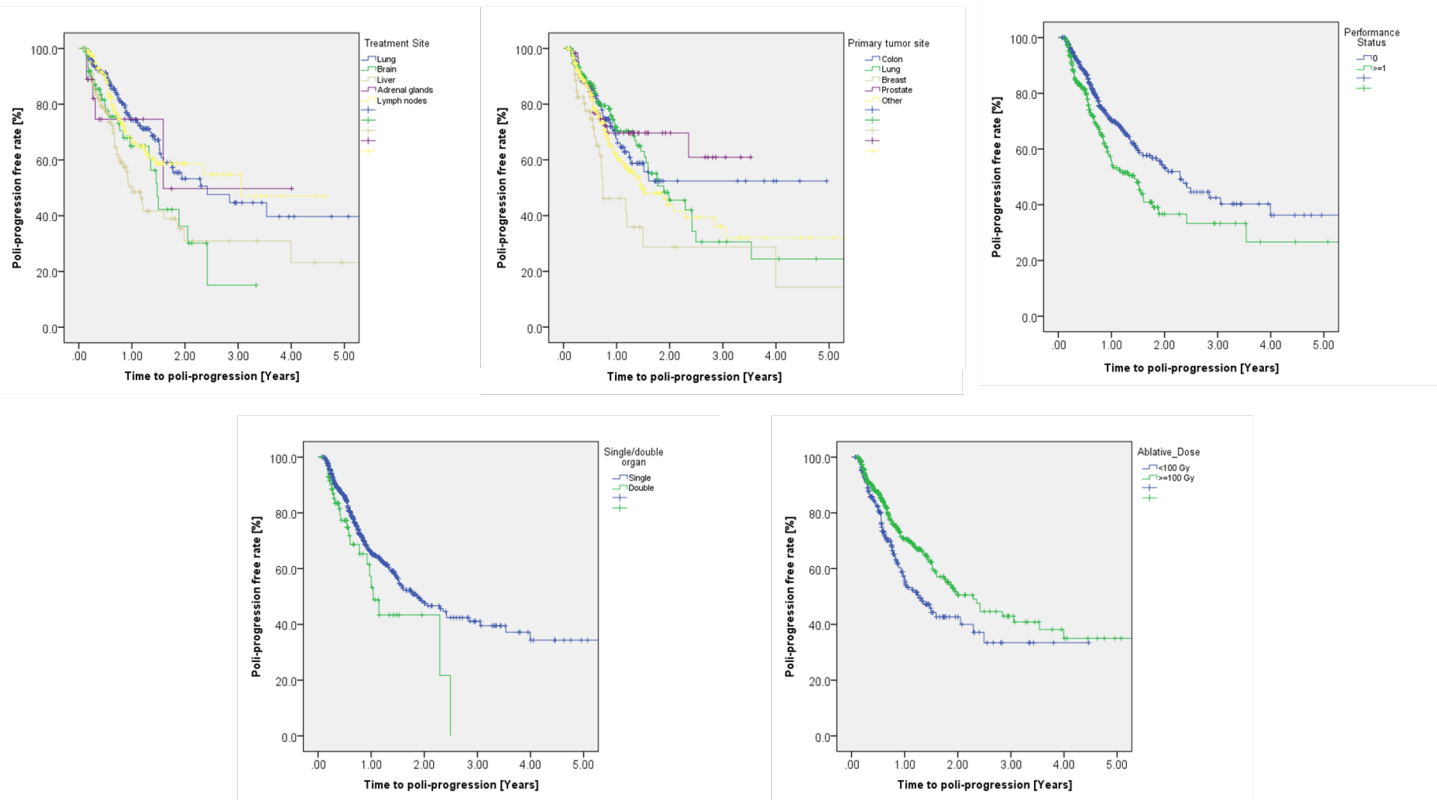 Treatment Site
Lung
Brain
Liver
Adrenal glands
Lymph nodes
100.0
80.0
60.0
40.0
20.0
0.0
Poli-progression free rate [%]
.00 1.00 2.00 3.00 4.00 5.00
Time to poli-progression [Years]
Primary tumor site
Colon
Lung
Breast
Prostate
Other
100.0
80.0
60.0
40.0
20.0
0.0
Poli-progression free rate [%]
.00 1.00 2.00 3.00 4.00 5.00
Time to poli-progression [Years]
Performance
Status
0
>=1
100.0
80.0
60.0
40.0
20.0
0.0
Poli-progression free rate [%]
.00 1.00 2.00 3.00 4.00 5.00
Time to poli-progression [Years]
Single/double
organ
Single
Double
100.0
80.0
60.0
40.0
20.0
0.0
Poli-progression free rate [%]
.00 1.00 2.00 3.00 4.00 5.00
Time to poli-progression [Years]
Ablative_Dose
<100 Gy
>=100 Gy
100.0
80.0
60.0
40.0
20.0
0.0
Poli-progression free rate [%]
.00 1.00 2.00 3.00 4.00 5.00
Time to poli-progression [Years]